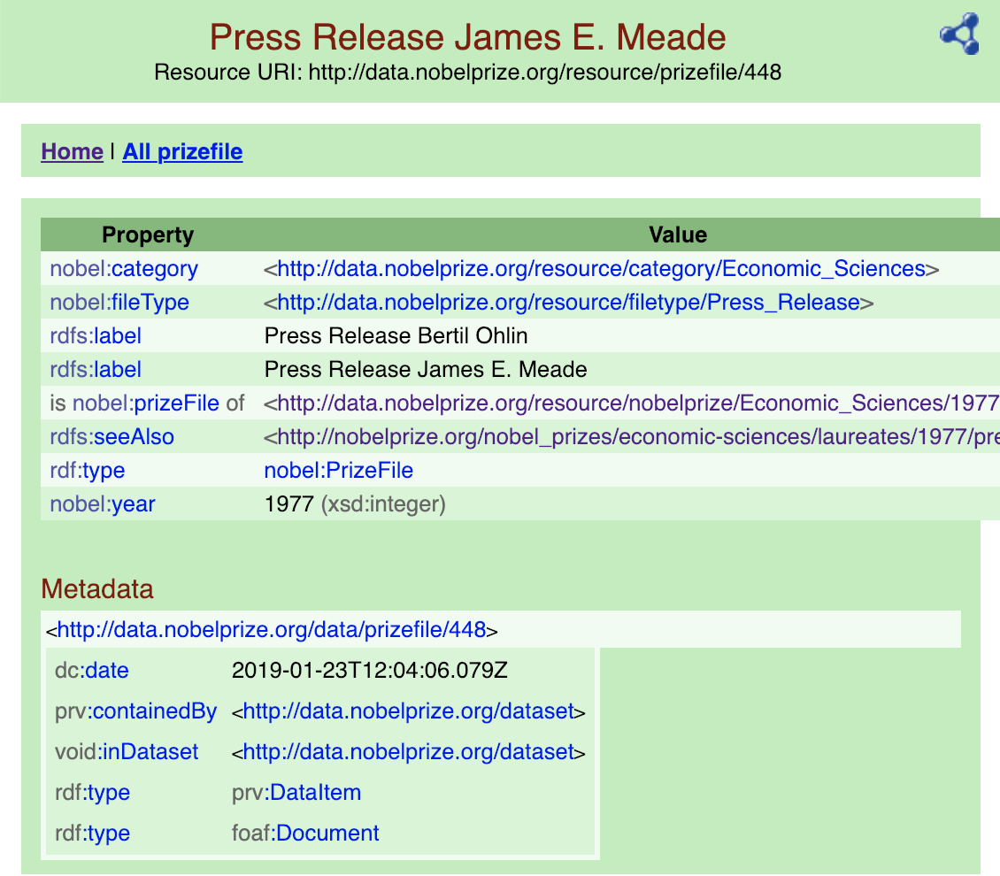 Press Release James E. Meade
Resource URI: http://data.nobelprize.org/resource/prizefile/448
Home | All prizefile
Property Value
nobel:category <http://data.nobelprize.org/resource/category/Economic_Sciences>
nobel:fileType <http://data.nobelprize.org/resource/filetype/Press_Release>
rdfs:label Press Release Bertil Ohlin
rdfs:label Press Release James E. Meade
is nobel:prizeFile of <http://data.nobelprize.org/resource/nobelprize/Economic_Sciences/1977
rdfs:seeAlso <http://nobelprize.org/nobel_prizes/economic-sciences/laureates/1977/pre
rdf:type nobel:PrizeFile
nobel:year 1977 (xsd:integer)
Metadata
<http://data.nobelprize.org/data/prizefile/448>
dc:date 2019-01-23T12:04:06.079Z
prv:containedBy <http://data.nobelprize.org/dataset>
void:inDataset <http://data.nobelprize.org/dataset>
rdf:type prv:DataItem
rdf:type foaf:Document